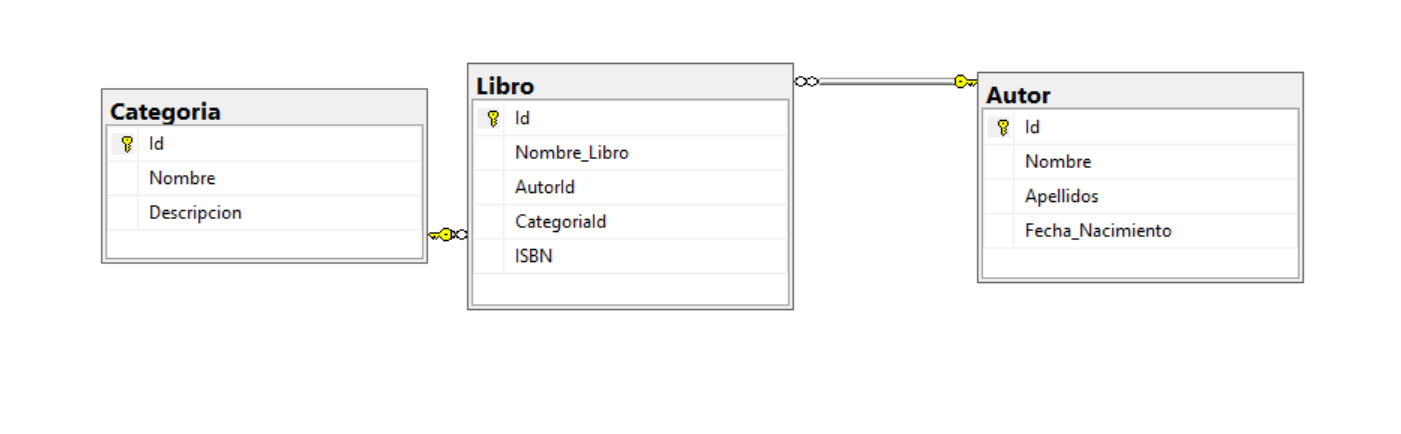 Categoria
Id
Nombre
Descripcion
Libro
Id
Nombre_Libro
AutorId
CategoriaId
ISBN
Autor
Id
Nombre
Apellidos
Fecha_Nacimiento